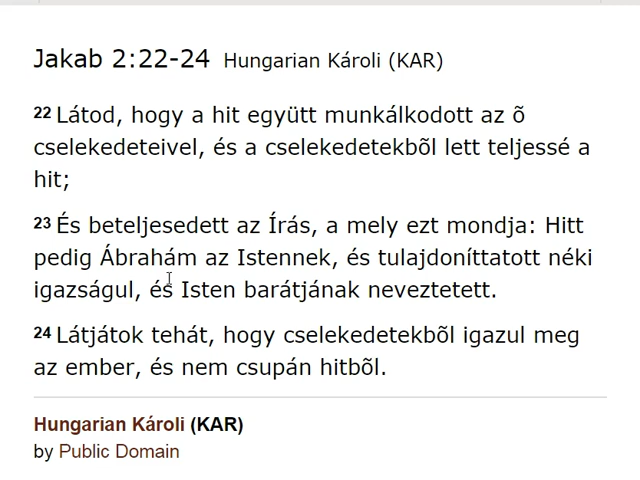 Jakab 2:22-24 Hungarian Károli (KAR)
22 Látod, hogy a hit együtt munkálkodott az õ
cselekedeteivel, és a cselekedetekbõl lett teljessé a
hit;
23 És beteljesedett az Írás, a mely ezt mondja: Hitt
pedig Ábrahám az Istennek, és tulajdoníttatott néki
igazságul, és Isten barátjának neveztetett.
24 Látjátok tehát, hogy cselekedetekbõl igazul meg
az ember, és nem csupán hitbõl.
Hungarian Károli (KAR)
by Public Domain